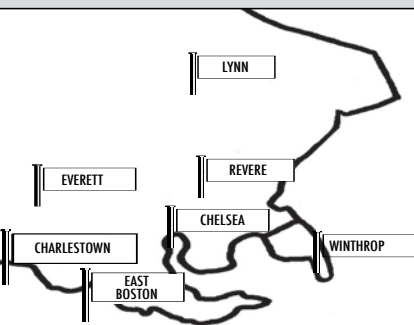 LYNN
REVERE
EVERETT
CHELSEA
CHARLESTOWN
WINTHROP
EAST
BOSTON